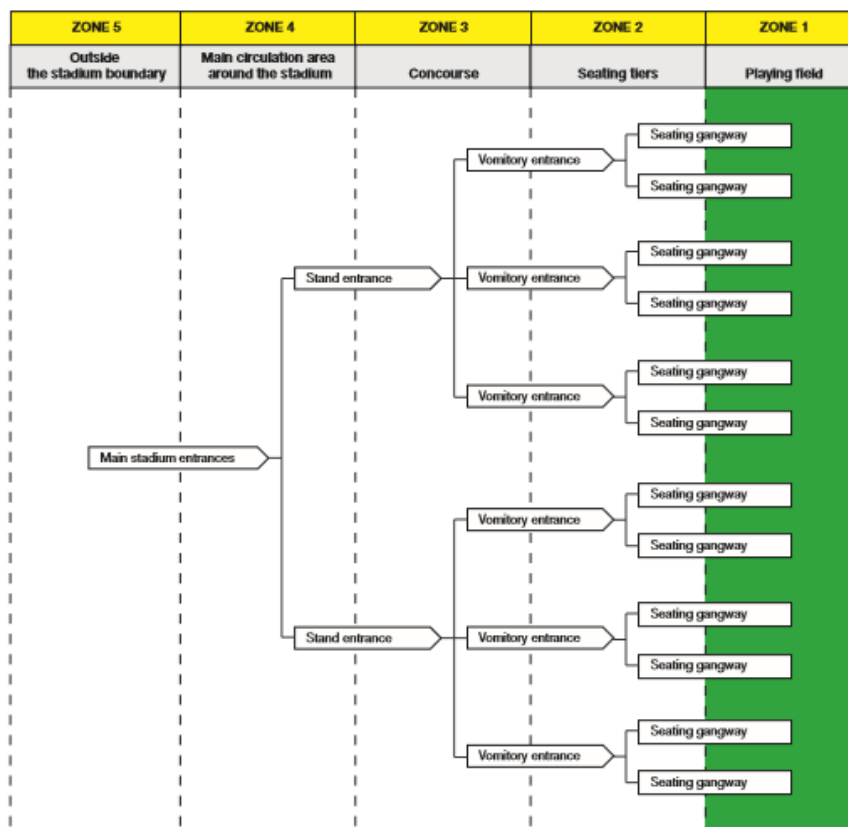 ZONE 5
ZONE 4
ZONE 3
ZONE 2
ZONE 1
Outside
the stadium boundary
Main circulation area
around the stadium
Concourse
Seating tiers
Playing field
Seating gangway
Vomitory entrance
Seating gangway
Seating gangway
Stand entrance
Vomitory entrance
Seating gangway
Seating gangway
Vomitory entrance
Seating gangway
Main stadium entrances
Seating gangway
Vomitory entrance
Seating gangway
Seating gangway
Stand entrance
Vomitory entrance
Seating gangway
Seating gangway
Vomitory entrance
Seating gangway